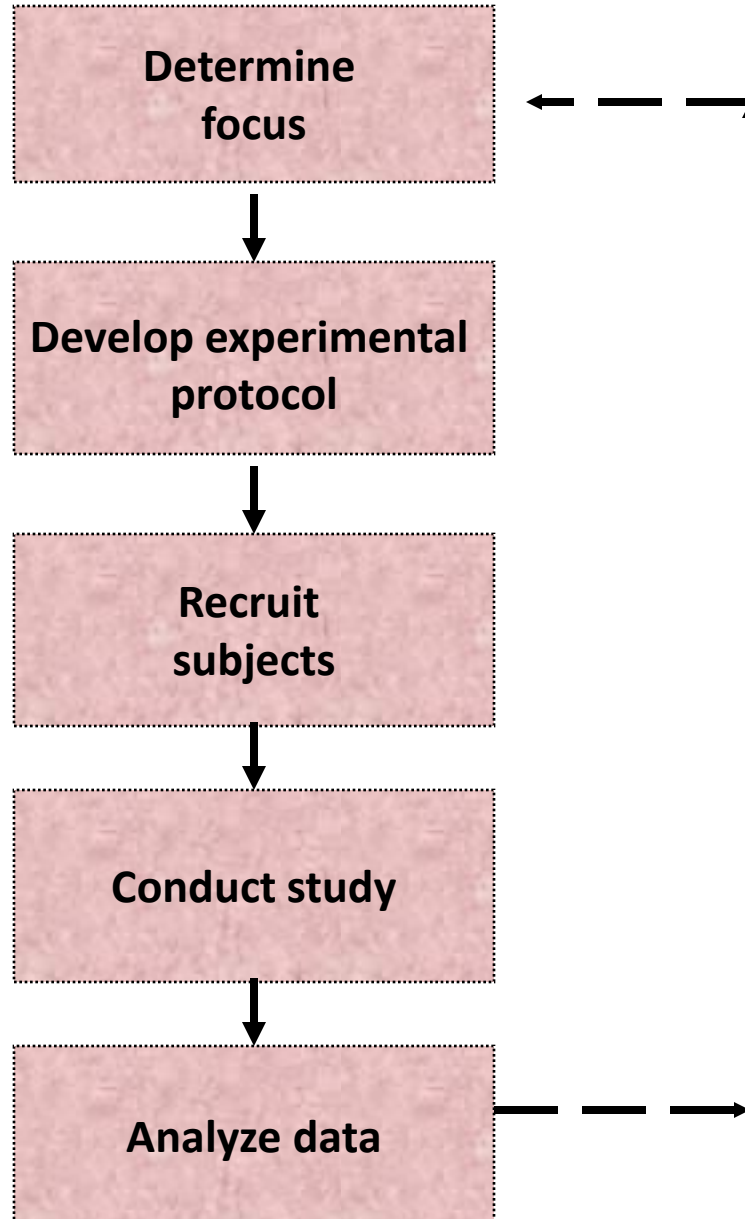 Determine
focus
Develop experimental
protocol
Recruit
subjects
Conduct study
Analyze data